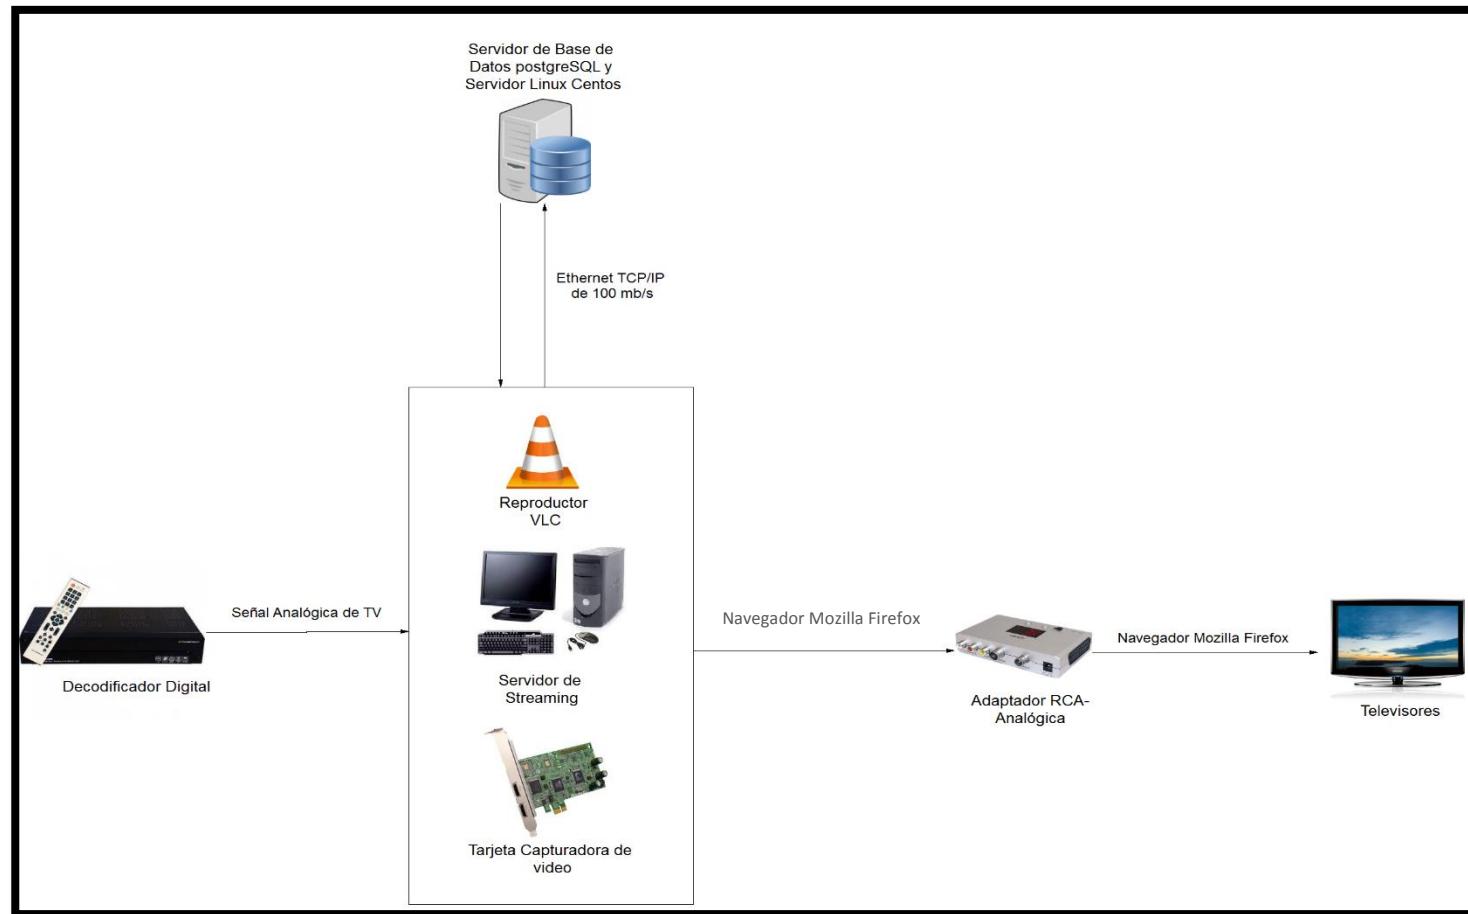 Servidor de Base de
Datos postgreSQL y
Servidor Linux Centos
Ethernet TCP/IP
de 100 mb/s
Reproductor
VLC
Señal Analógica de TV
Decodificador Digital
Servidor de
Streaming
Tarjeta Capturadora de
video
Navegador Mozilla Firefox
Adaptador RCA-
Analógica
Navegador Mozilla Firefox
Televisores